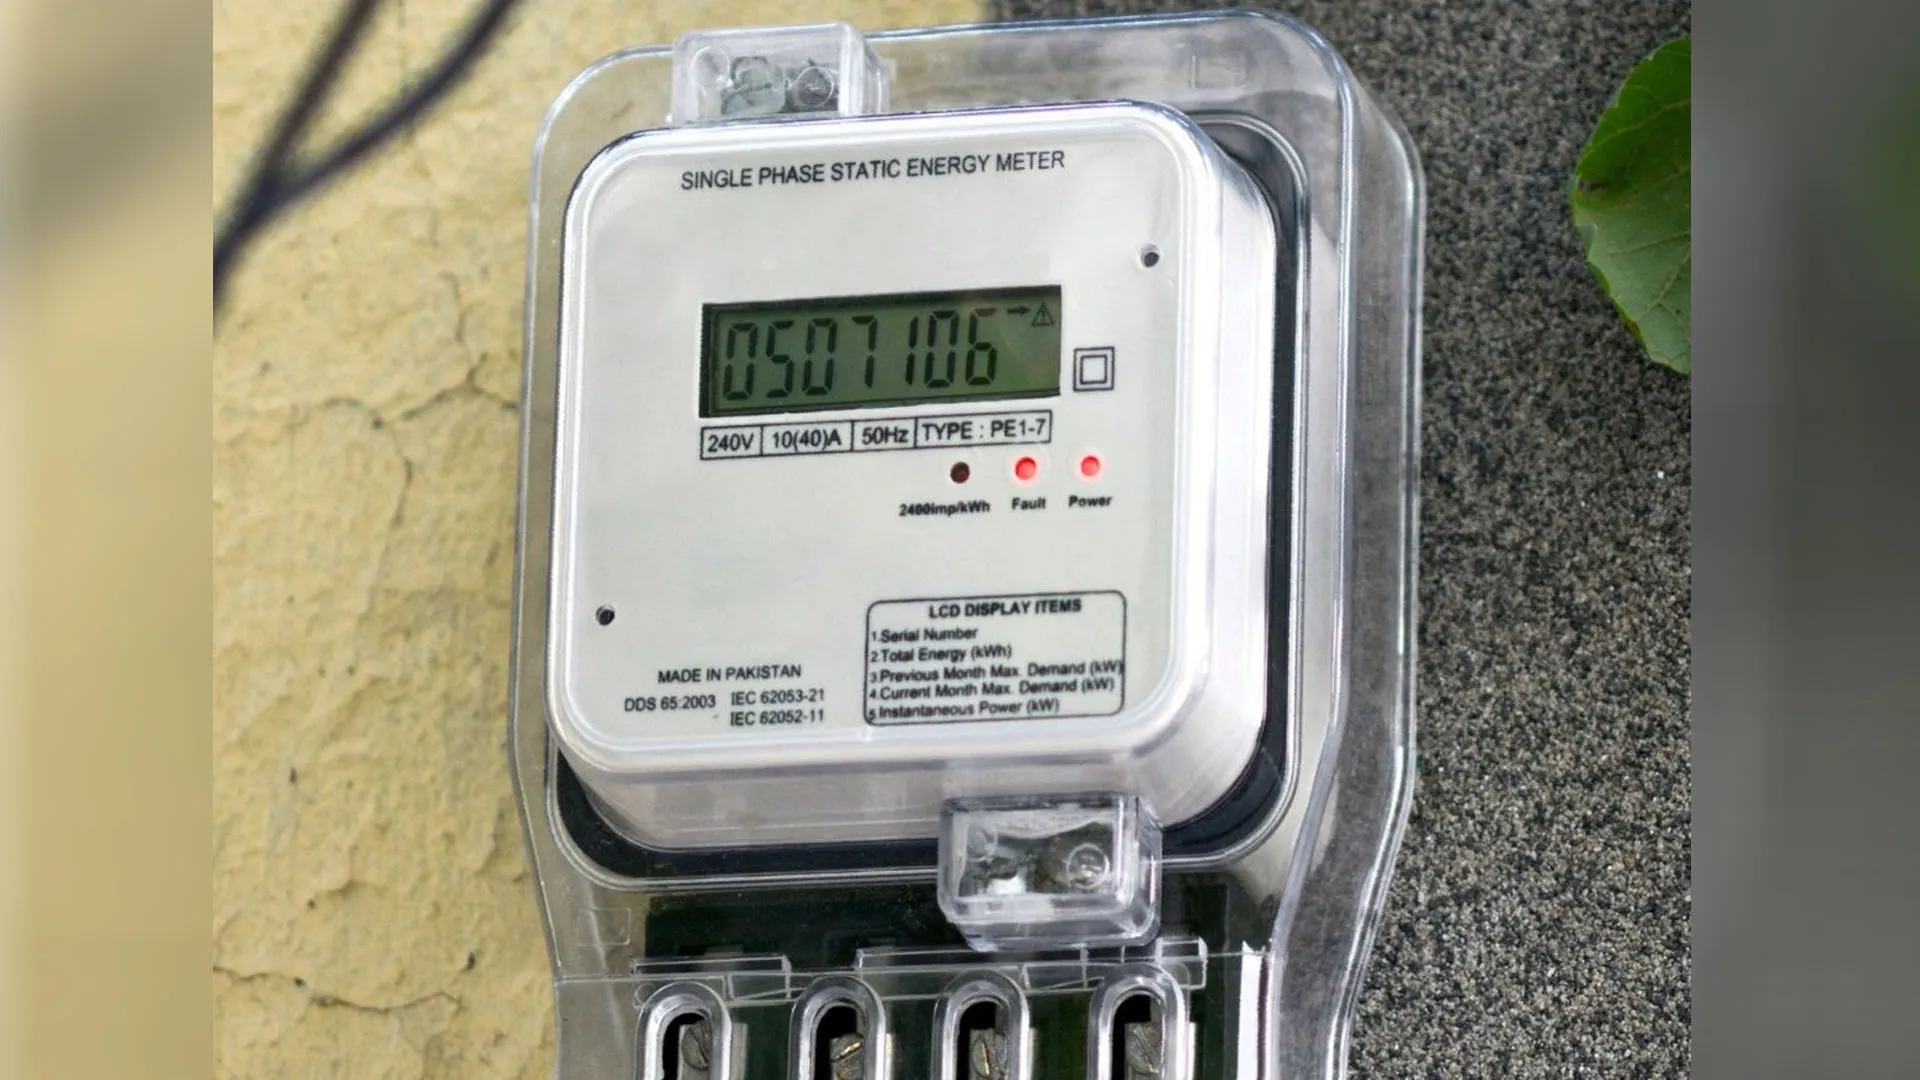 SINGLE PHASE STATIC ENERGY METER
0507106
240V 10(40)A 50Hz TYPE : PE1-7
2400imp/kWh Fault Power
LCD DISPLAY ITEMS
1.Serial Number
2.Total Energy (kWh)
3.Previous Month Max. Demand (kW)
4.Current Month Max. Demand (kW)
5.Instantaneous Power (kW)
MADE IN PAKISTAN
DDS 65:2003 IEC 62053-21
IEC 62052-11